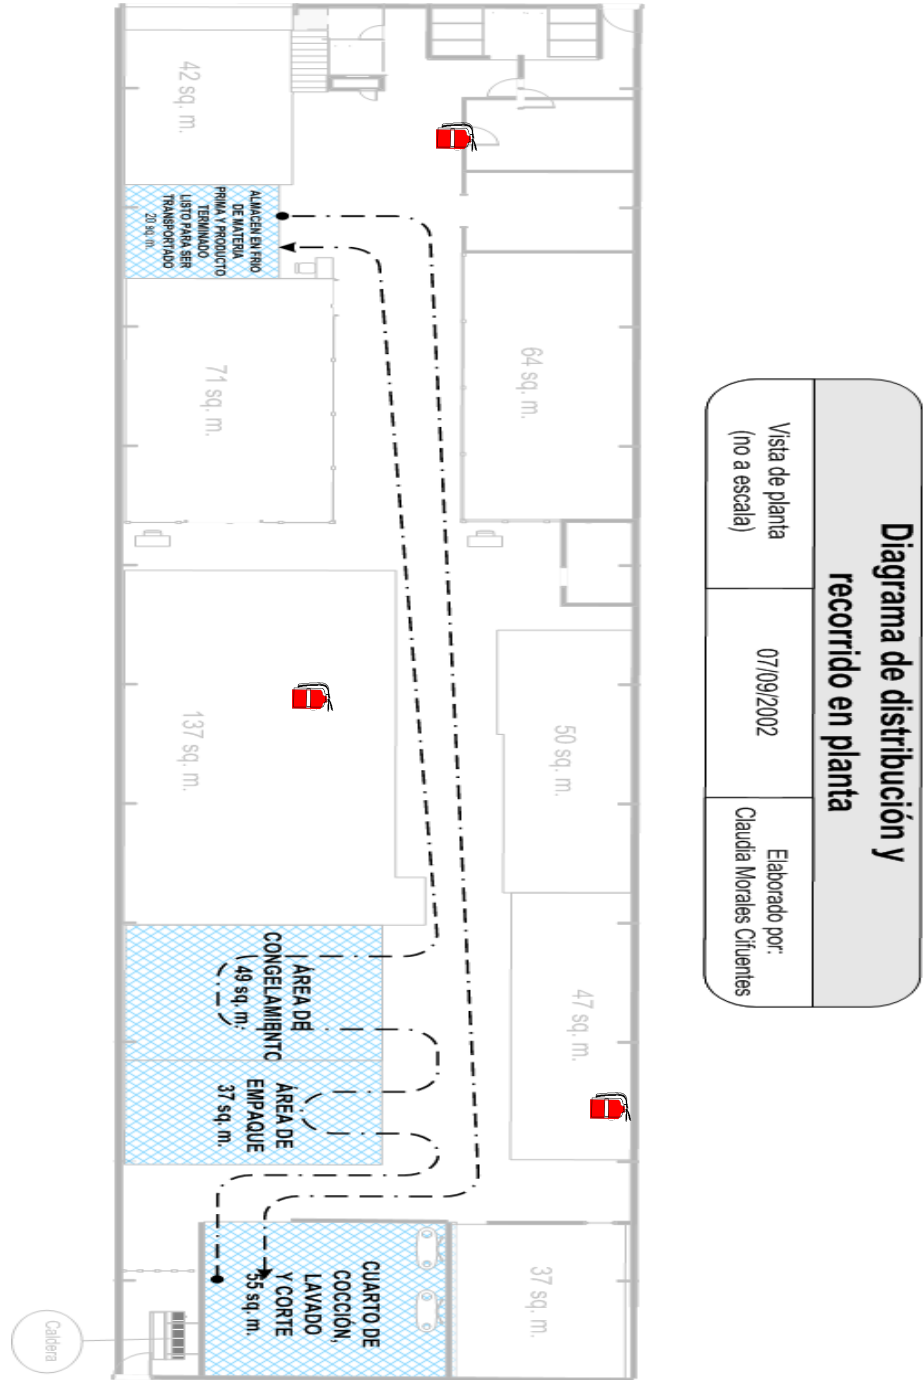 Diagrama de distribución y
recorrido en planta
Vista de planta
(no a escala)
07/09/2002
Elaborado por:
Claudia Morales Cifuentes
42 sq. m.
ALMACEN EN FRIO
DE MATERIA
PRIMA Y PRODUCTO
TERMINADO
LISTO PARA SER
TRANSPORTADO
20 sq. m.
71 sq. m.
64 sq. m.
137 sq. m.
50 sq. m.
ÁREA DE
CONGELAMIENTO
49 sq. m.
47 sq. m.
ÁREA DE
EMPAQUE
37 sq. m.
CUARTO DE
COCCIÓN,
LAVADO
Y CORTE
55 sq. m.
37 sq. m.
Caldera